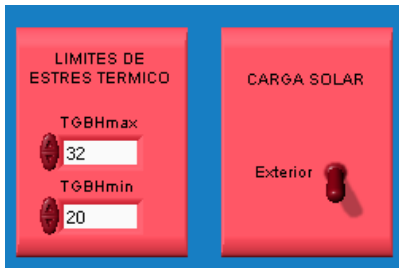 LIMITES DE
ESTRES TERMICO
TGBHmax
32
TGBHmin
20
CARGA SOLAR
Exterior